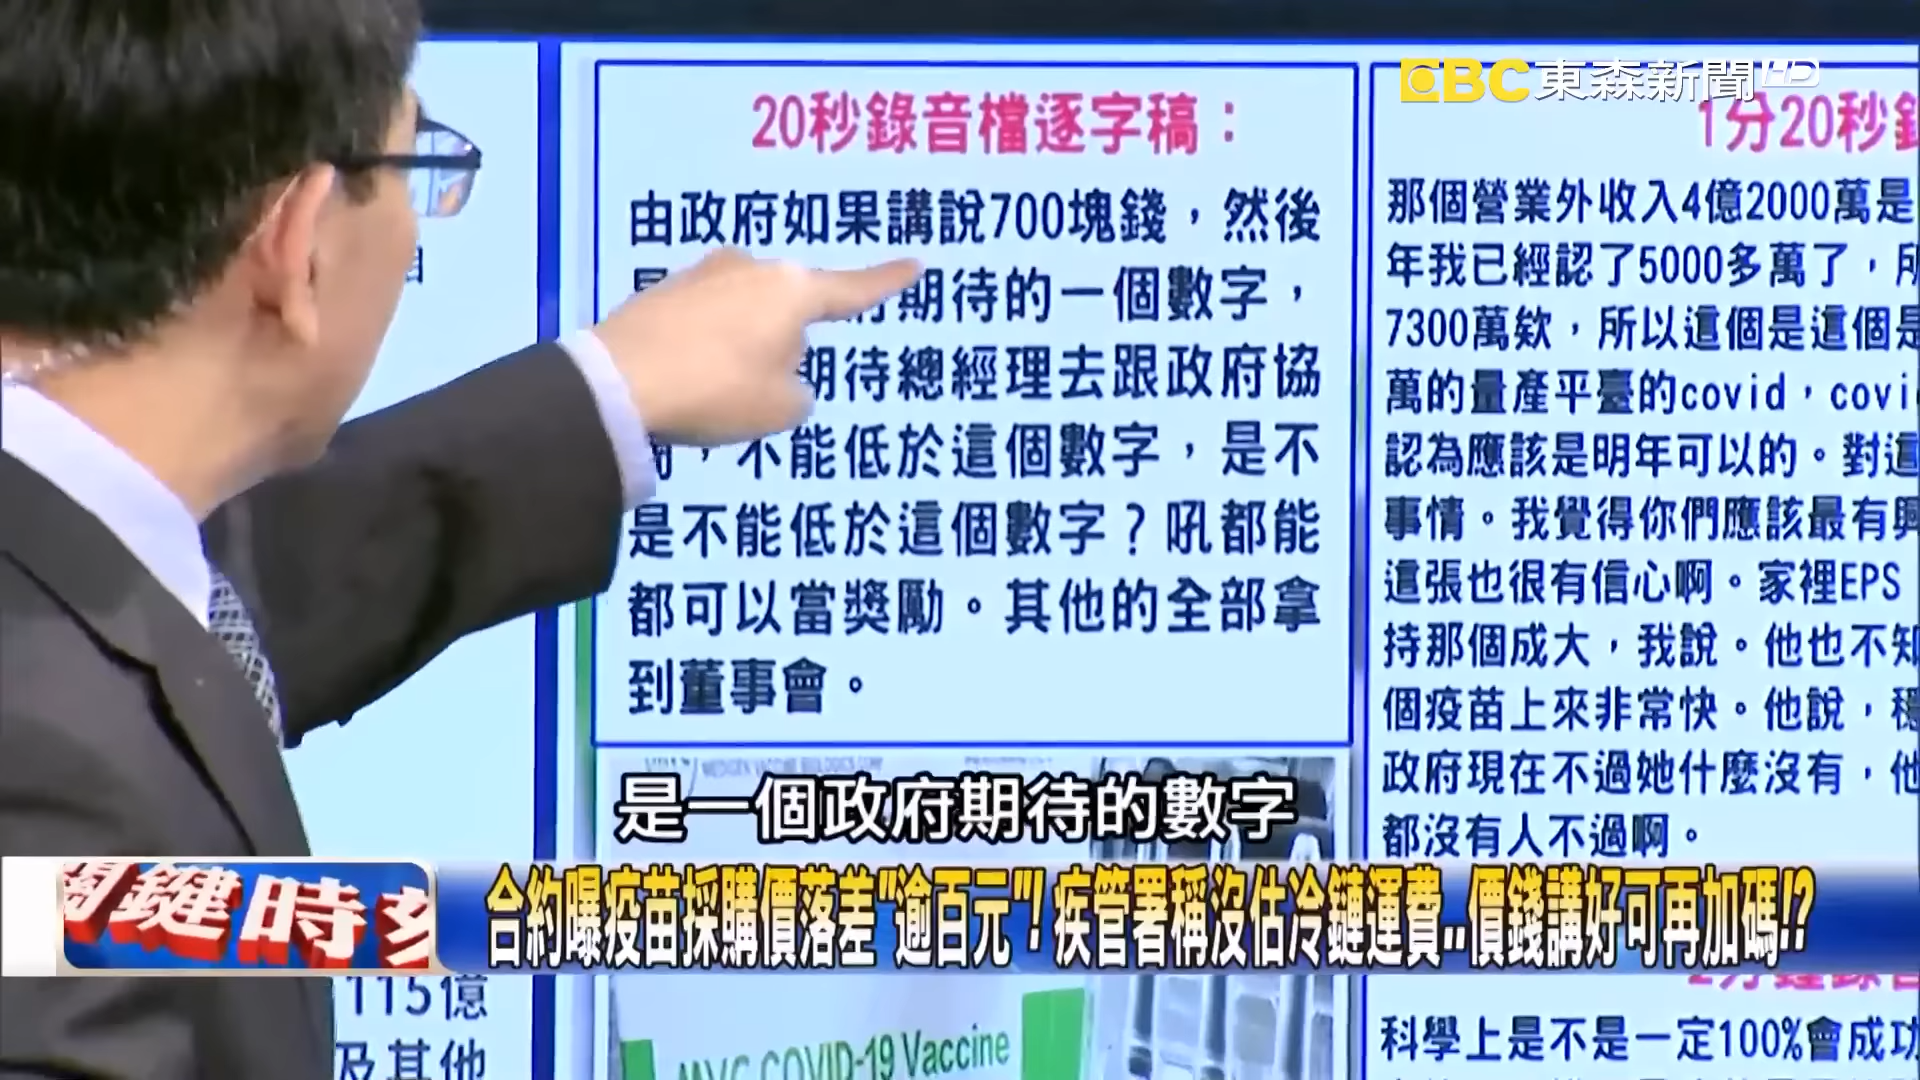 EBC東森新聞HD
20秒錄音檔逐字稿：
由政府如果講說700塊錢，然後
期待的一個數字，
期待總經理去跟政府協
，不能低於這個數字，是不
是不能低於這個數字？吼都能
都可以當獎勵。其他的全部拿
到董事會。
1分20秒
那個營業外收入4億2000萬是
年我已經認了5000多萬了，所
7300萬欸，所以這個是這個是
萬的量產平臺的covid，covi
認為應該是明年可以的。對這
事情。我覺得你們應該最有興
這張也很有信心啊。家裡EPS
持那個成大，我說。他也不知
個疫苗上來非常快。他說，穩
政府現在不過她什麼沒有，他
都沒有人不過啊。
MEDIGEN VACCINE BIOLOGICS CORP
是一個政府期待的數字
關鍵時刻
合約曝疫苗採購價落差"逾百元"！疾管署稱沒估冷鏈運費..價錢講好可再加碼!?
115億
及其他
MVC COVID-19 Vaccine
科學上是不是一定100%會成功